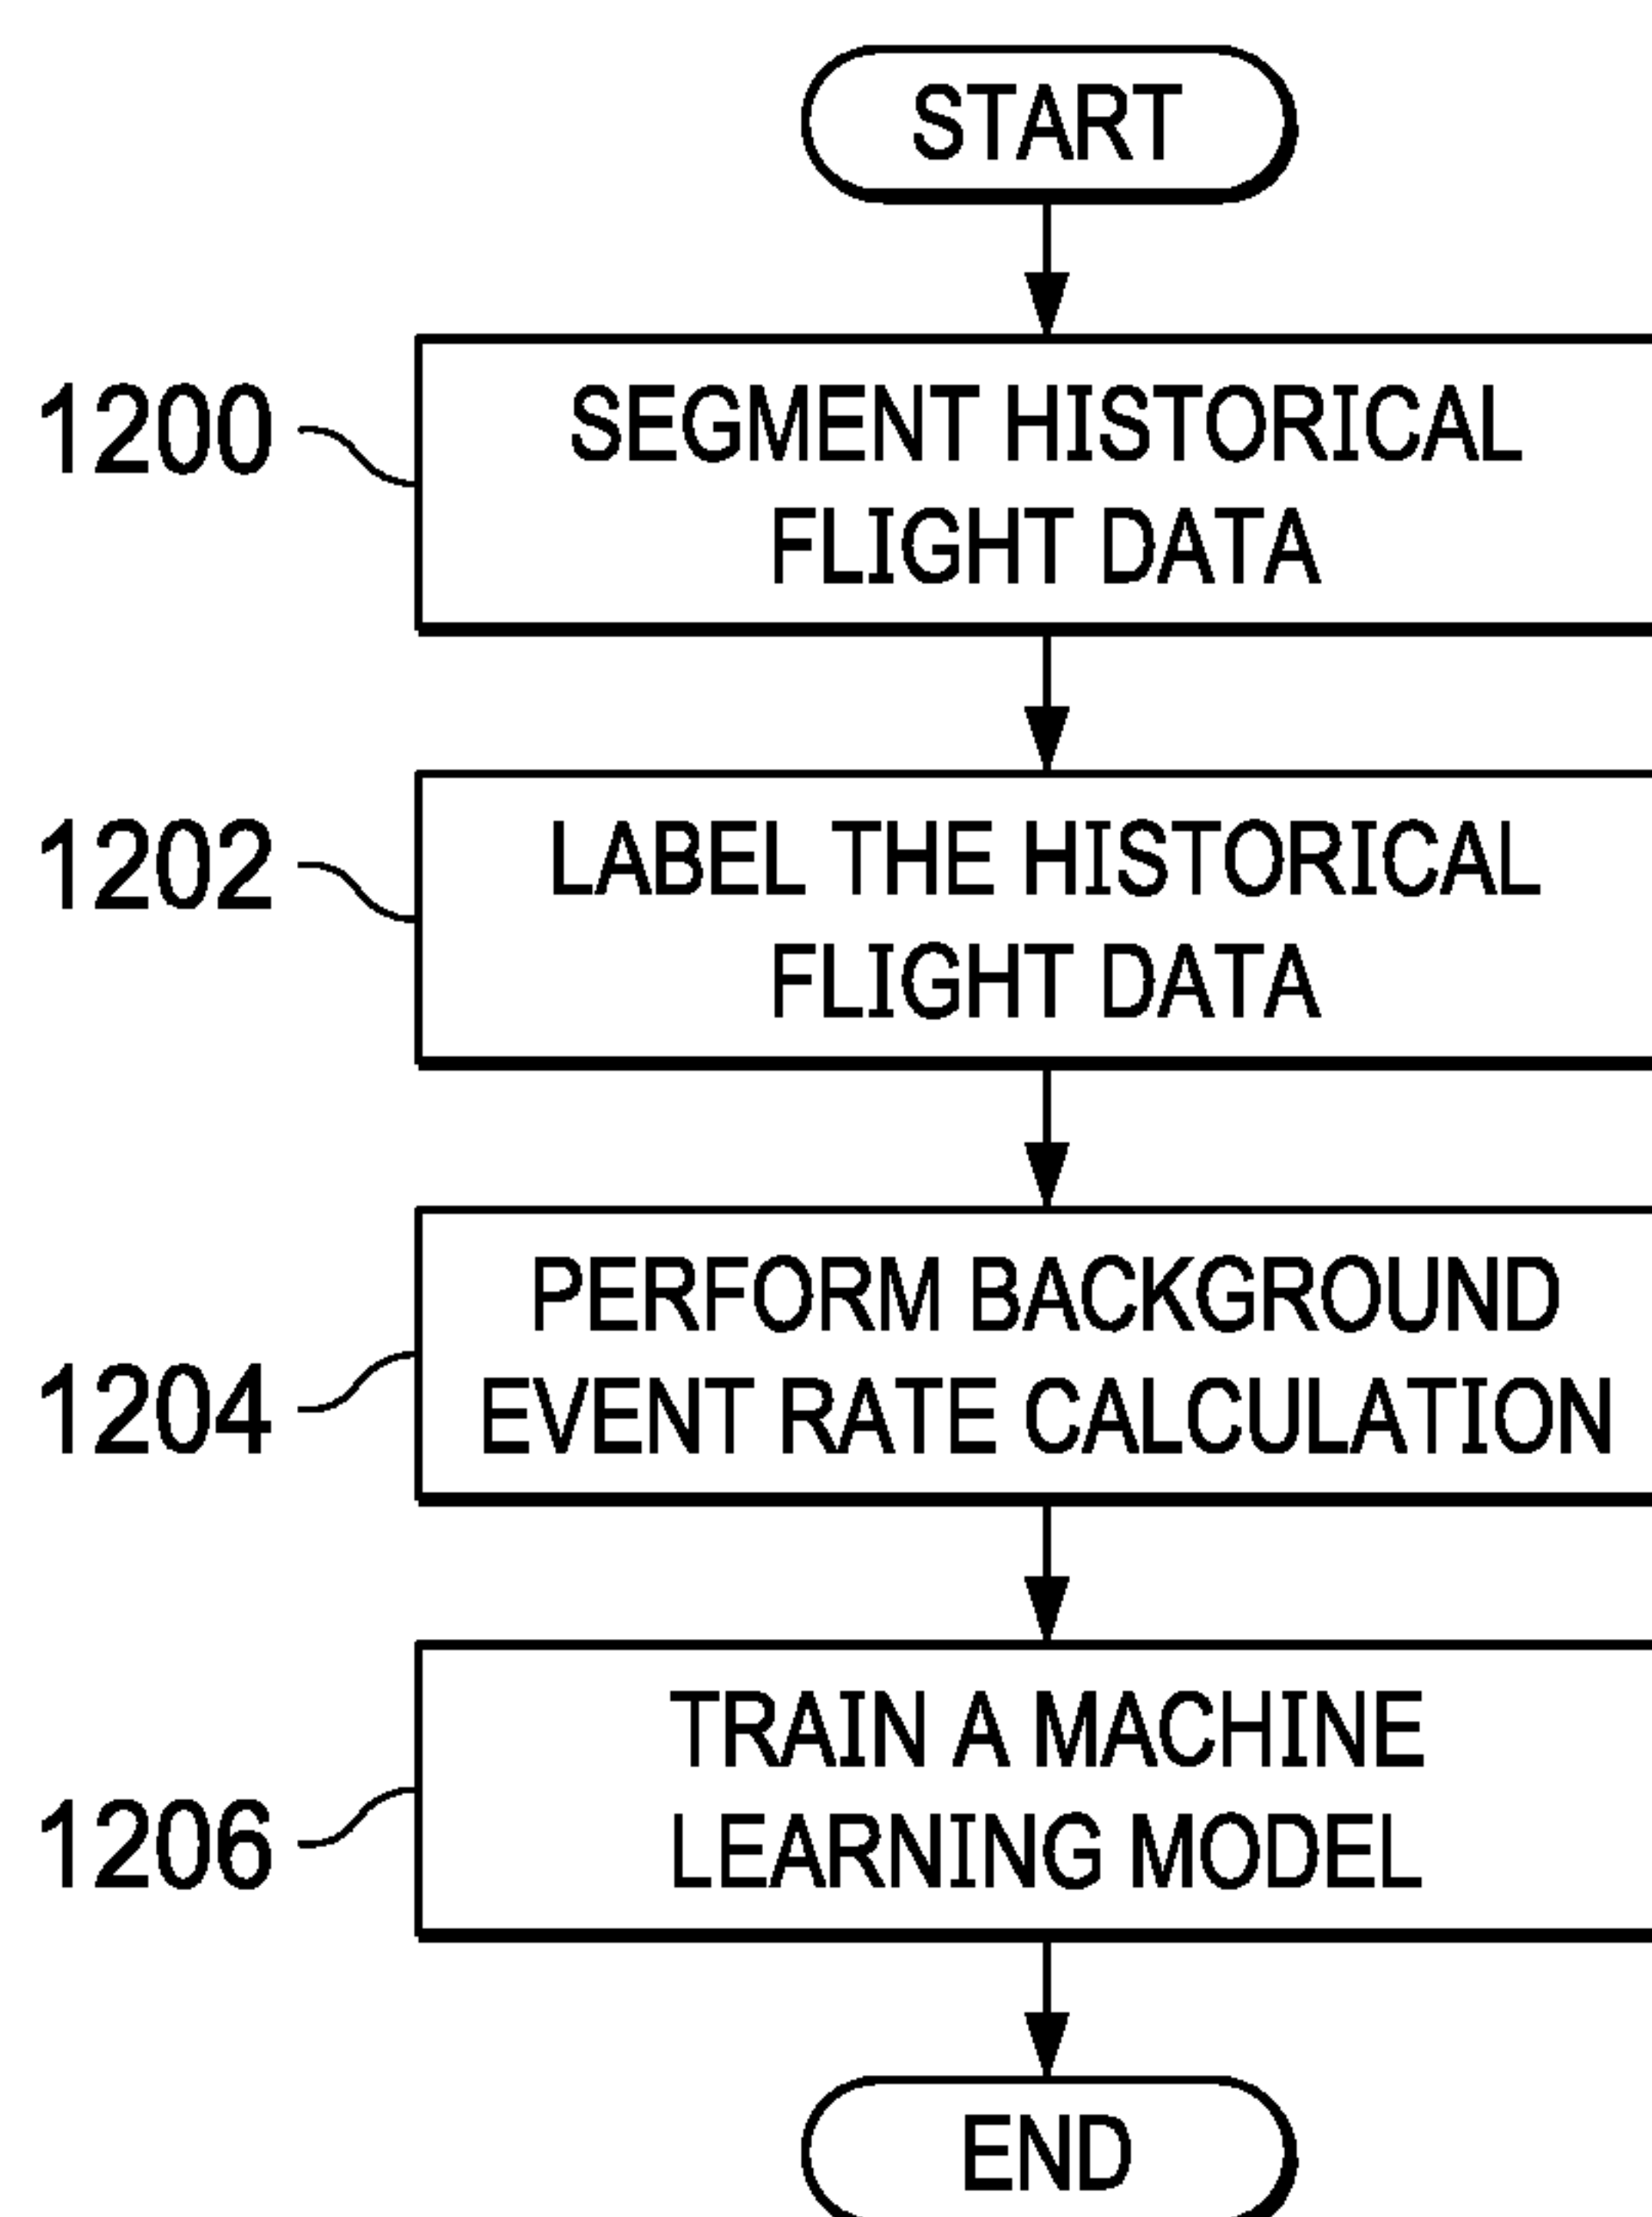 START
1200
SEGMENT HISTORICAL
FLIGHT DATA
1202
LABEL THE HISTORICAL
FLIGHT DATA
1204
PERFORM BACKGROUND
EVENT RATE CALCULATION
1206
TRAIN A MACHINE
LEARNING MODEL
END